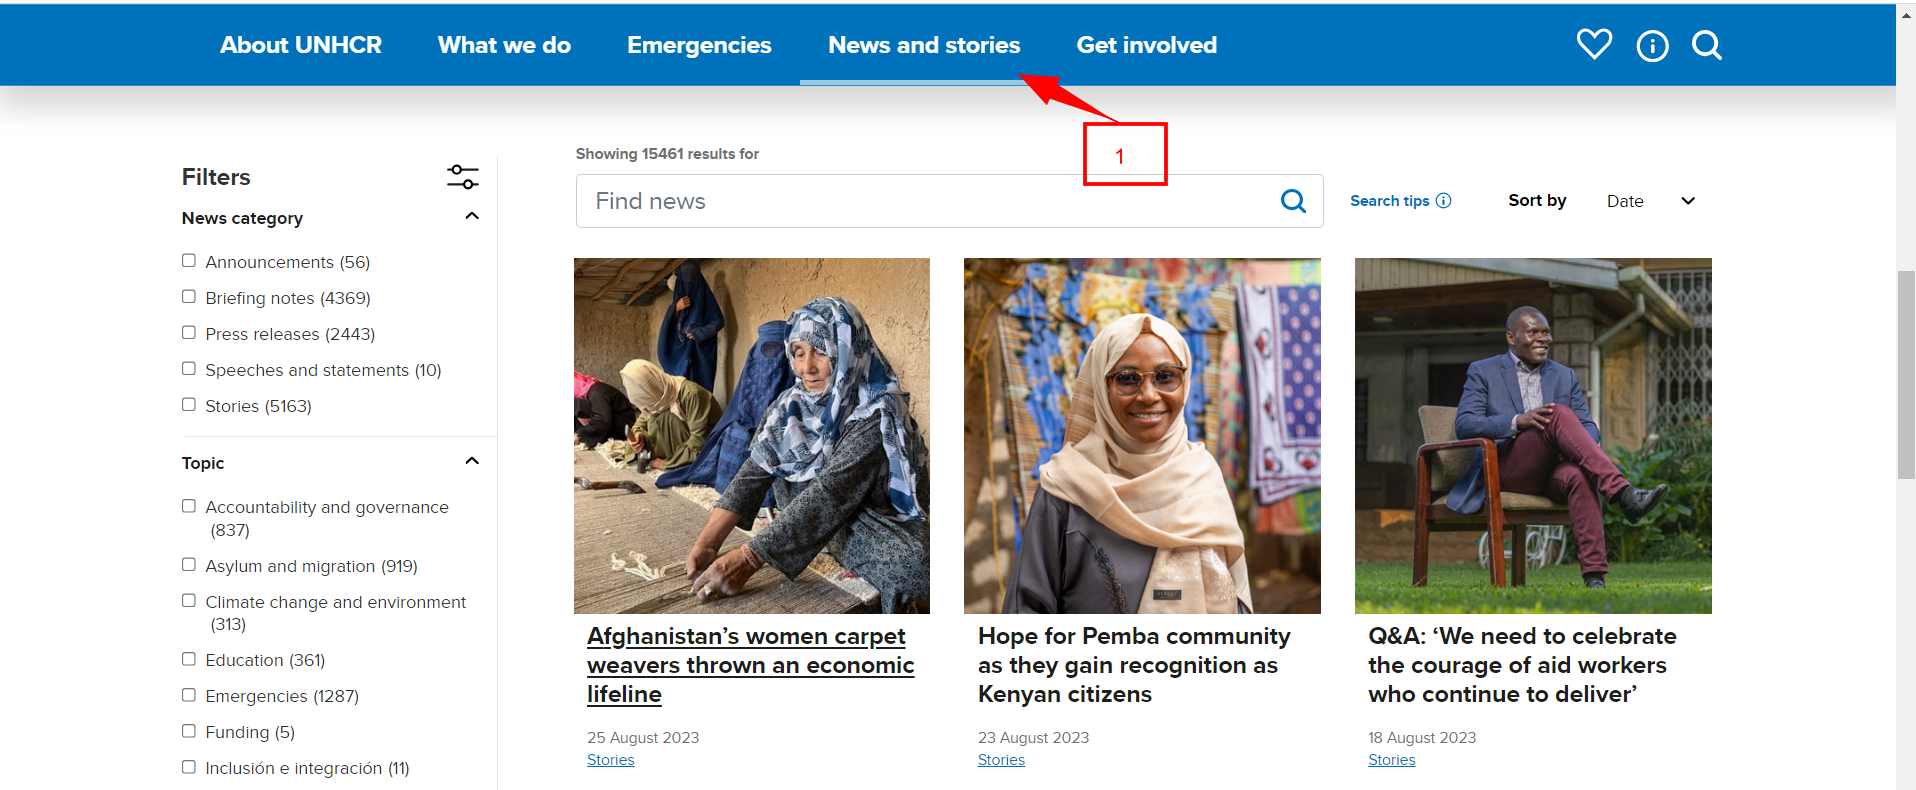 About UNHCR
What we do
Emergencies
News and stories
Get involved
1
Filters
News category
Announcements (56)
Briefing notes (4369)
Press releases (2443)
Speeches and statements (10)
Stories (5163)
Topic
Accountability and governance
(837)
Asylum and migration (919)
Climate change and environment
(313)
Education (361)
Emergencies (1287)
Funding (5)
Inclusión e integración (11)
Showing 15461 results for
Find news
Search tips
Sort by
Date
Afghanistan’s women carpet
weavers thrown an economic
lifeline
25 August 2023
Stories
Hope for Pemba community
as they gain recognition as
Kenyan citizens
23 August 2023
Stories
Q&A: ‘We need to celebrate
the courage of aid workers
who continue to deliver’
18 August 2023
Stories